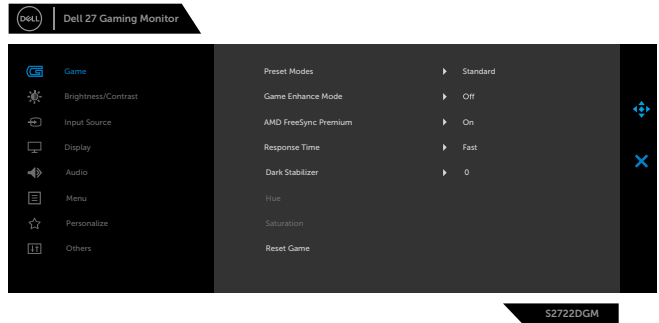 DELL Dell 27 Gaming Monitor
Game Preset Modes Standard
Brightness/Contrast Game Enhance Mode Off
Input Source AMD FreeSync Premium On
Display Response Time Fast
Audio Dark Stabilizer 0
Menu Hue
Personalize Saturation
Others Reset Game
S2722DGM